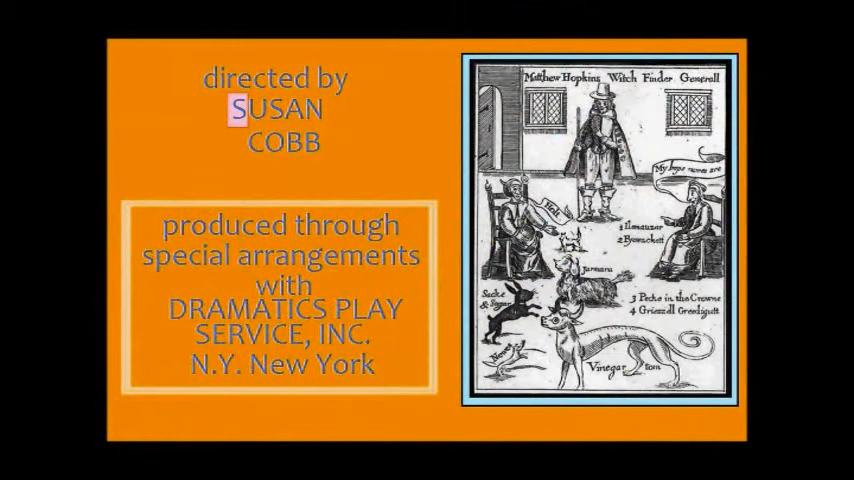 directed by
SUSAN
COBB
produced through
special arrangements
with
DRAMATICS PLAY
SERVICE, INC.
N.Y. New York
Matthew Hopkins Witch Finder Generall
My Impes names are
Holt
1 Ilemauzar
2 Pyewackett
Jarmara
Sacke
& Sugar
3 Pecke in the Crowne
4 Griezzell Greedigutt
Newes
Vinegar tom